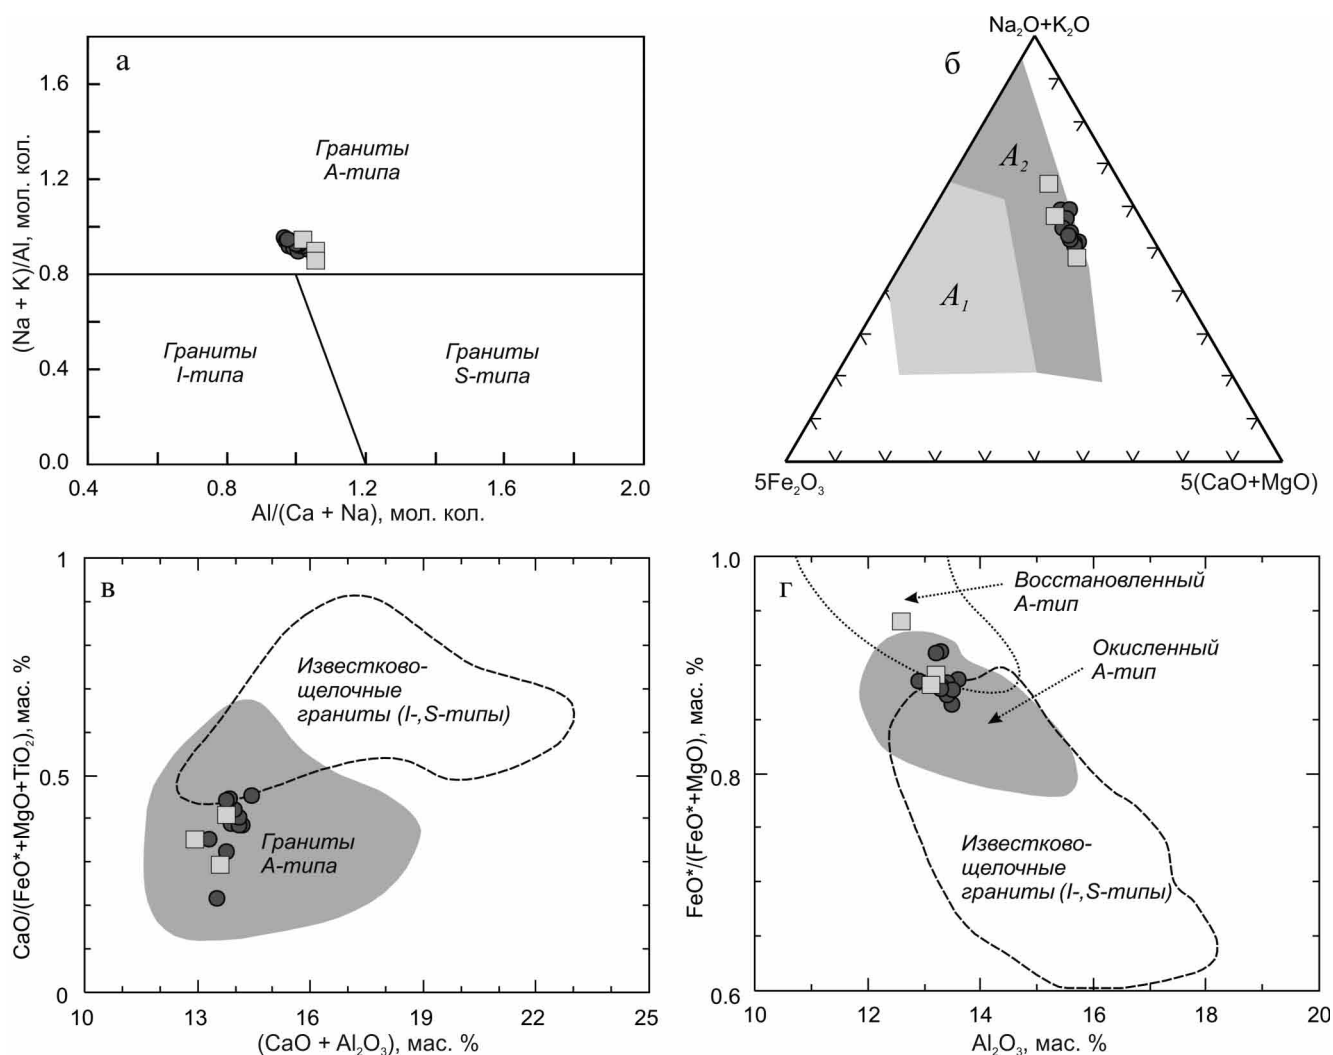 а
1.6
1.2
0.8
0.4
0.0
(Na + K)/Al, мол. кол.
Граниты
А-типа
Граниты
I-типа
Граниты
S-типа
0.4
0.8
1.2
1.6
2.0
Al/(Ca + Na), мол. кол.
б
Na₂O+K₂O
A₂
A₁
5Fe₂O₃
5(CaO+MgO)
в
1
0.5
0
CaO/(FeO*+MgO+TiO₂), мас. %
Известково-
щелочные
граниты (I-,S-типы)
Граниты
А-типа
10
13
15
17
19
21
23
25
(CaO + Al₂O₃), мас. %
г
1.0
0.8
0.6
FeO*/(FeO*+MgO), мас. %
Восстановленный
А-тип
Окисленный
А-тип
Известково-
щелочные
граниты (I-,S-типы)
10
12
14
16
18
20
Al₂O₃, мас. %